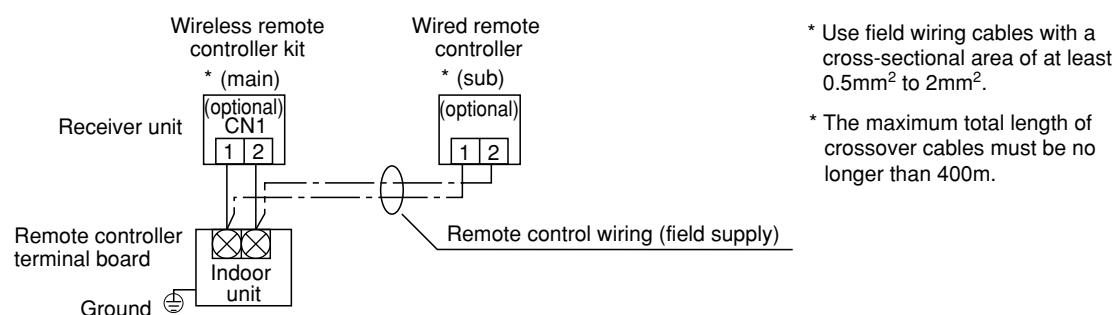 Wireless remote
controller kit
* (main)
Wired remote
controller
* (sub)
Receiver unit
(optional)
CN1
1 2
(optional)
1 2
Remote controller
terminal board
Indoor
unit
Ground
Remote control wiring (field supply)
* Use field wiring cables with a
cross-sectional area of at least
0.5mm² to 2mm².
* The maximum total length of
crossover cables must be no
longer than 400m.